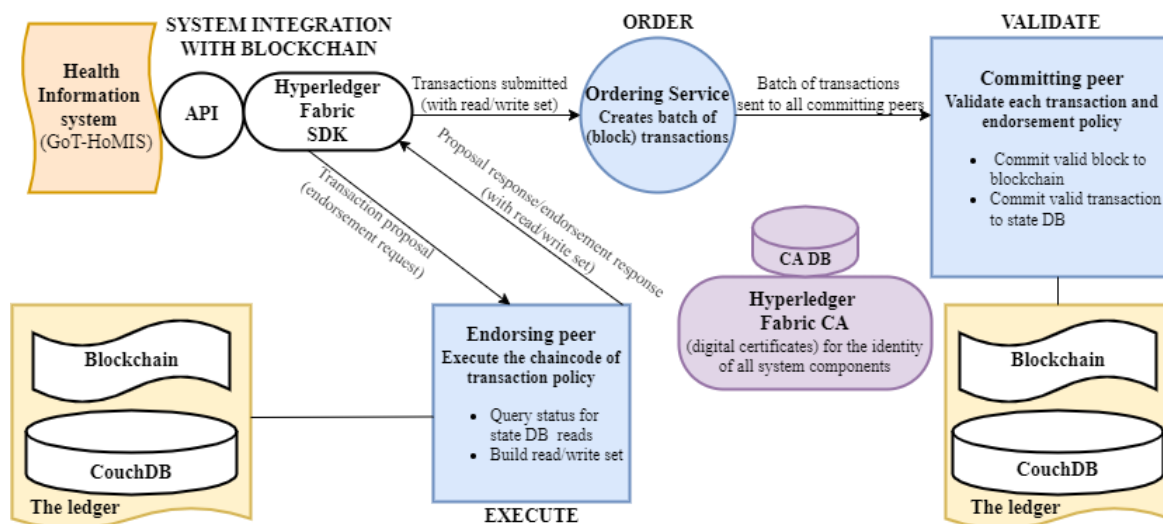 SYSTEM INTEGRATION
WITH BLOCKCHAIN
ORDER
VALIDATE
Health
Information
system
(GoT-HoMIS)
API
Hyperledger
Fabric
SDK
Transactions submitted
(with read/write set)
Ordering Service
Creates batch of
(block) transactions
Batch of transactions
sent to all committing peers
Committing peer
Validate each transaction and
endorsement policy
• Commit valid block to
blockchain
• Commit valid transaction
to state DB
Transaction proposal
(endorsement request)
Proposal response/endorsement response
(with read/write set)
CA DB
Hyperledger
Fabric CA
(digital certificates) for the identity
of all system components
Blockchain
CouchDB
The ledger
Endorsing peer
Execute the chaincode of
transaction policy
• Query status for
state DB reads
• Build read/write set
EXECUTE
Blockchain
CouchDB
The ledger